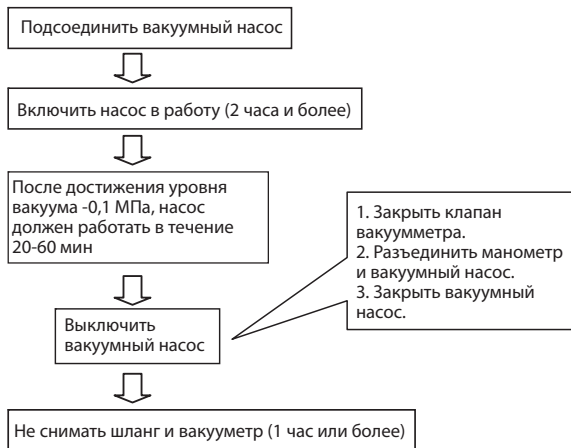 Подсоединить вакуумный насос
Включить насос в работу (2 часа и более)
После достижения уровня
вакуума -0,1 МПа, насос
должен работать в течение
20-60 мин
1. Закрыть клапан
вакуумметра.
2. Разъединить манометр
и вакуумный насос.
3. Закрыть вакуумный
насос.
Выключить
вакуумный насос
Не снимать шланг и вакууметр (1 час или более)